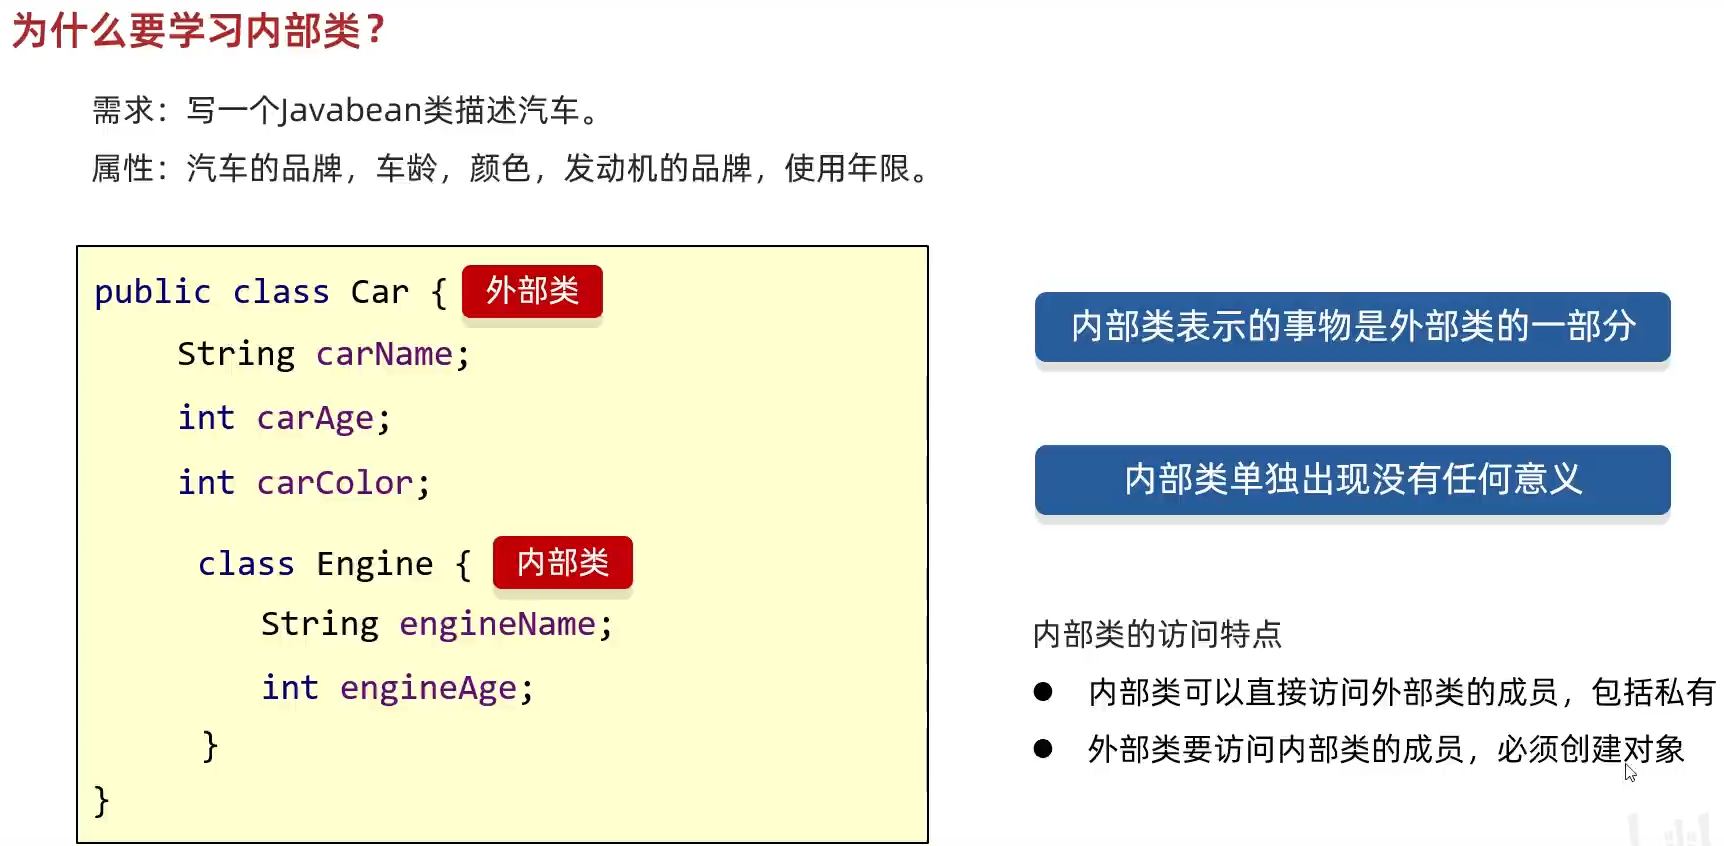 为什么要学习内部类？
需求：写一个Javabean类描述汽车。
属性：汽车的品牌，车龄，颜色，发动机的品牌，使用年限。
public class Car { 外部类
String carName;
int carAge;
int carColor;
class Engine { 内部类
String engineName;
int engineAge;
}
}
内部类表示的事物是外部类的一部分
内部类单独出现没有任何意义
内部类的访问特点
● 内部类可以直接访问外部类的成员，包括私有
● 外部类要访问内部类的成员，必须创建对象